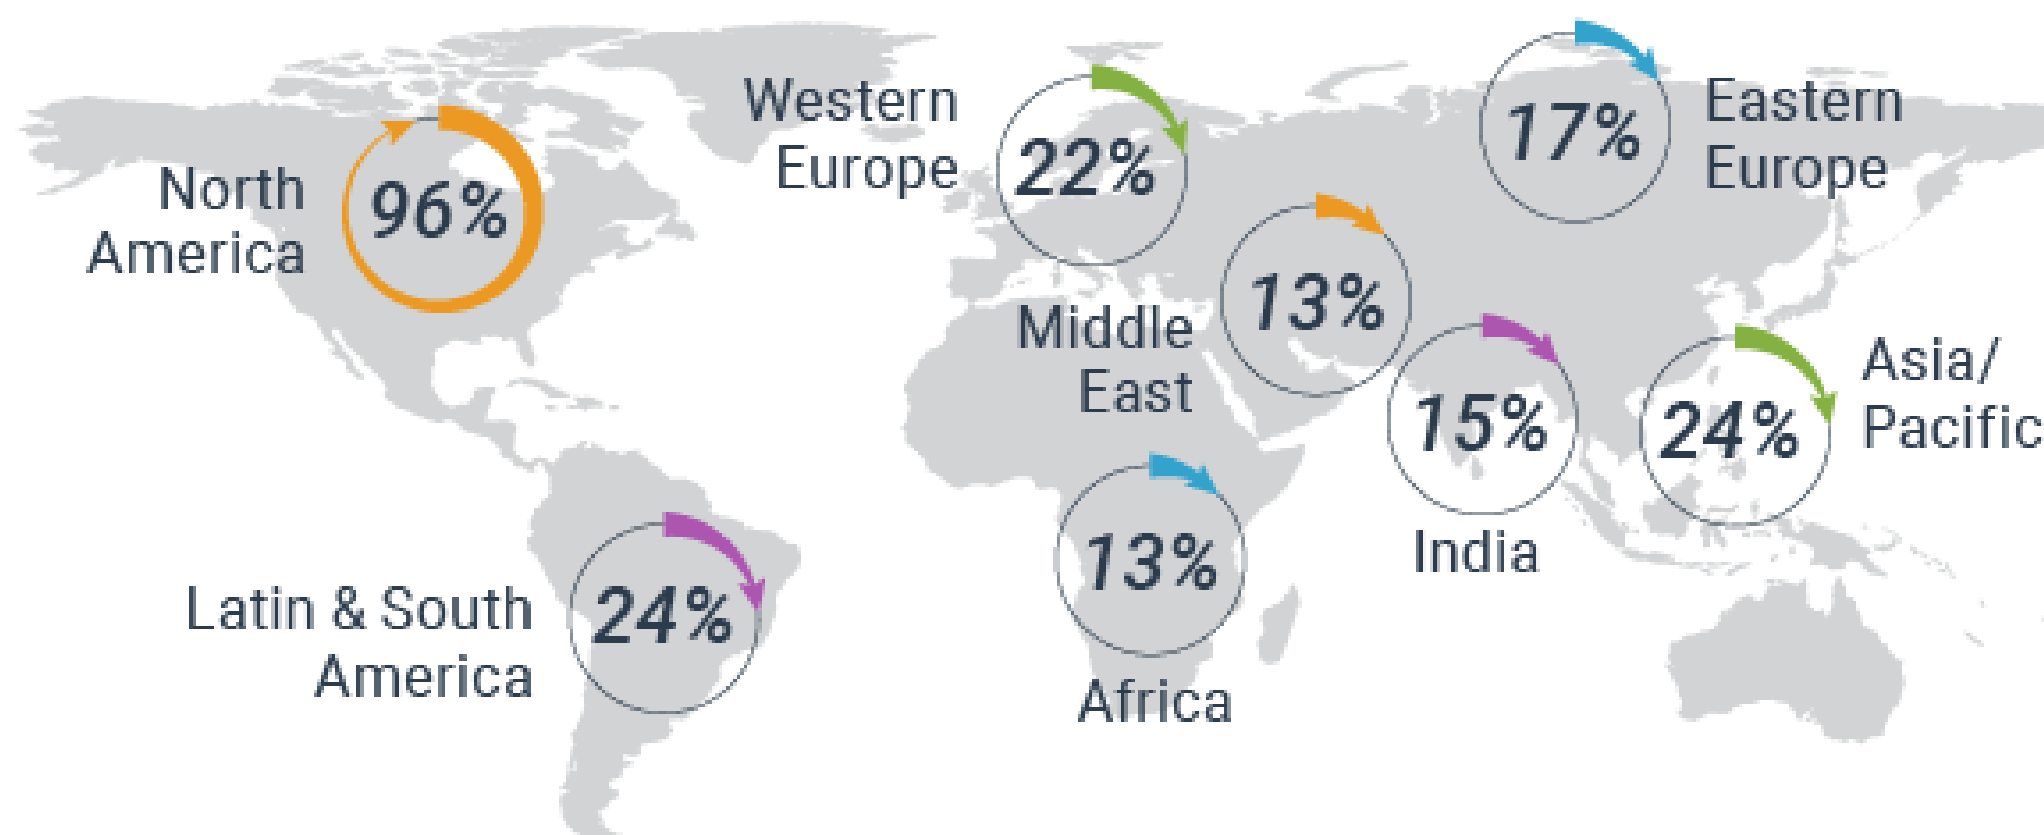 North
America
96%
Western
Europe
22%
17%
Eastern
Europe
Middle
East
13%
15%
India
24%
Asia/
Pacific
Latin & South
America
24%
13%
Africa